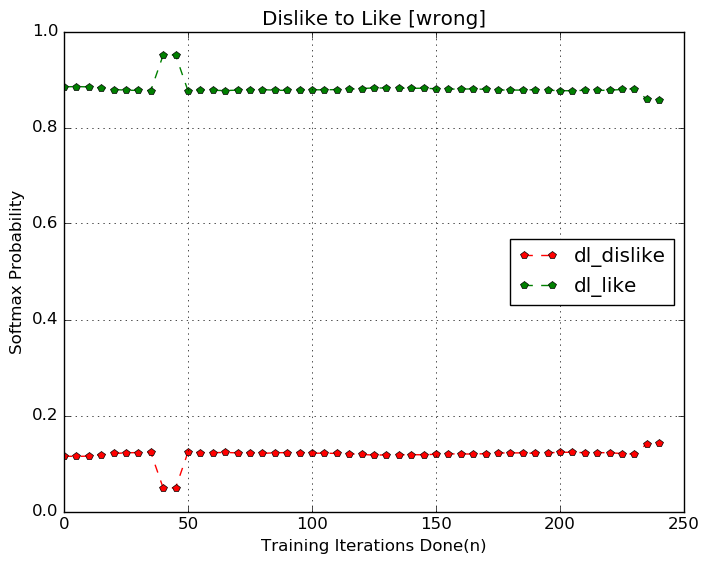 Dislike to Like [wrong]
1.0
0.8
0.6
0.4
0.2
0.0
Softmax Probability
dl_dislike
dl_like
0 50 100 150 200 250
Training Iterations Done(n)